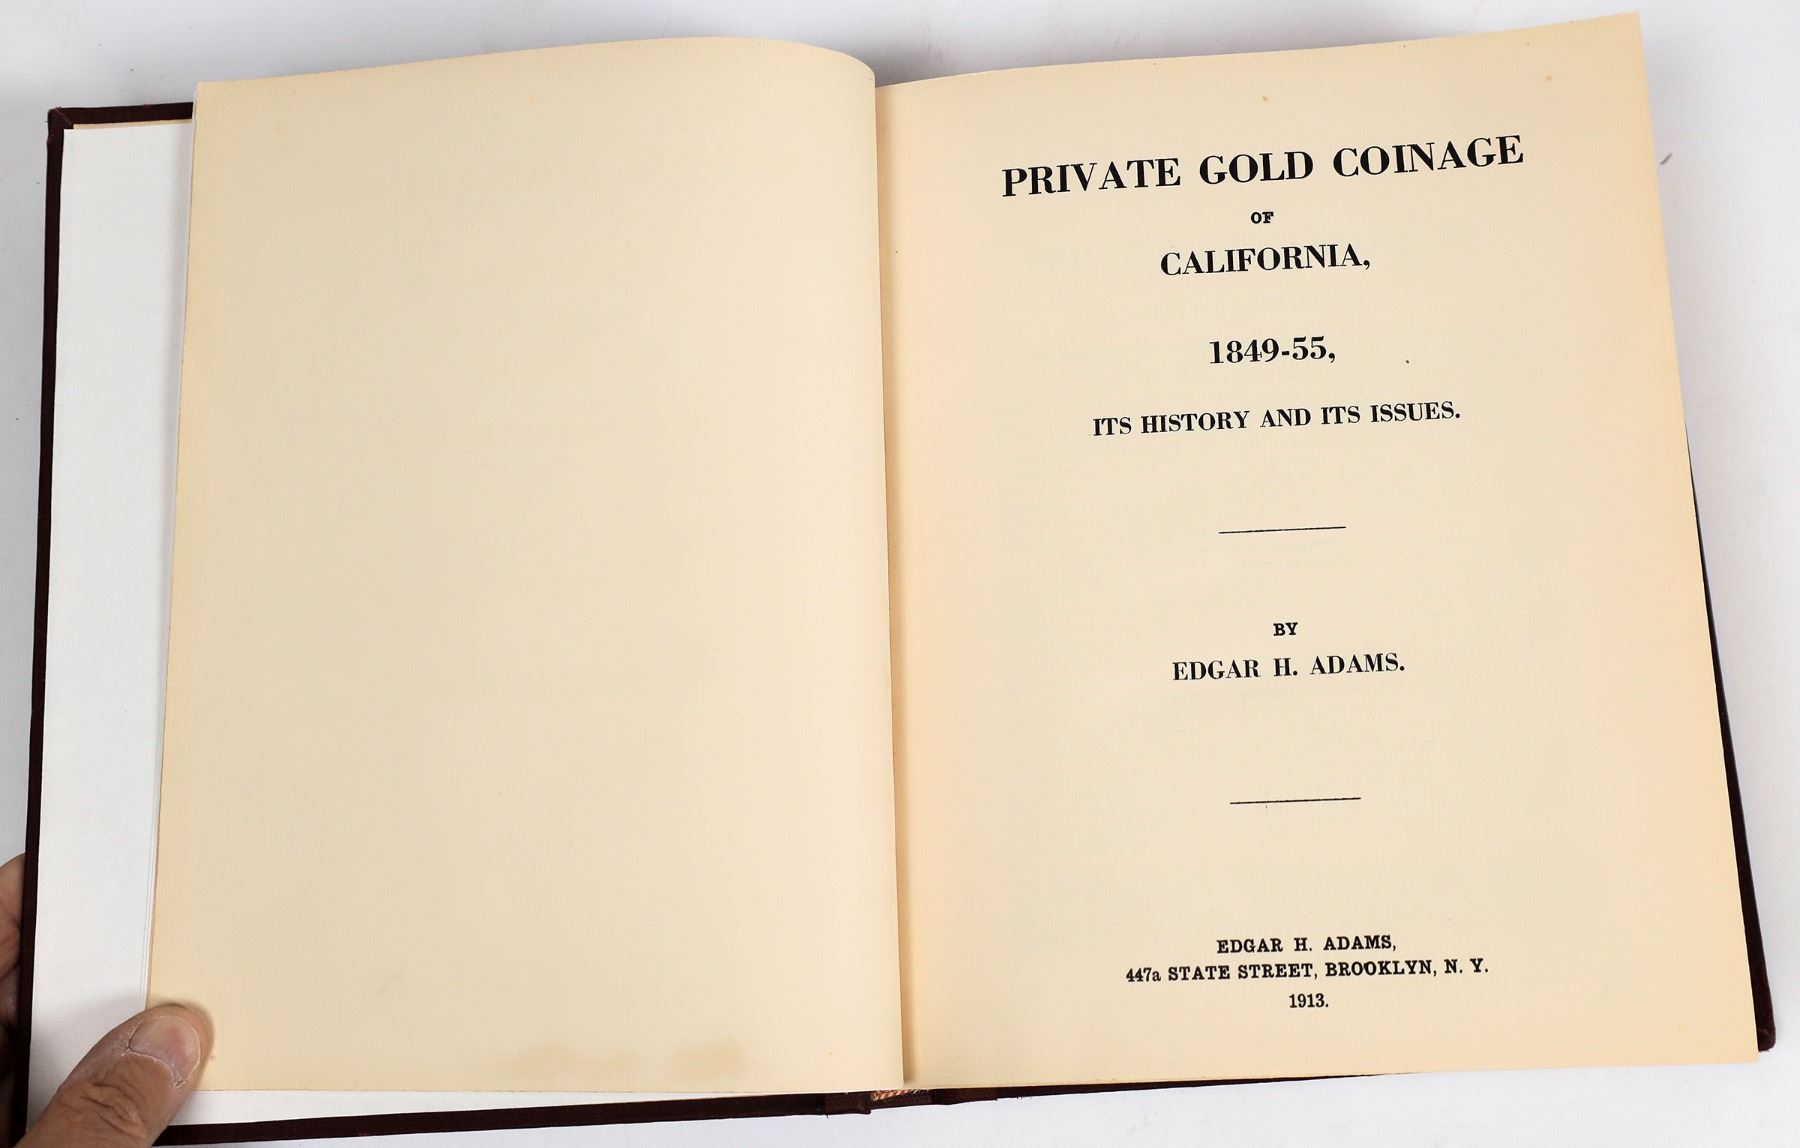 PRIVATE GOLD COINAGE
OF
CALIFORNIA,
1849-55,
ITS HISTORY AND ITS ISSUES.
BY
EDGAR H. ADAMS.
EDGAR H. ADAMS,
447a STATE STREET, BROOKLYN, N. Y.
1913.